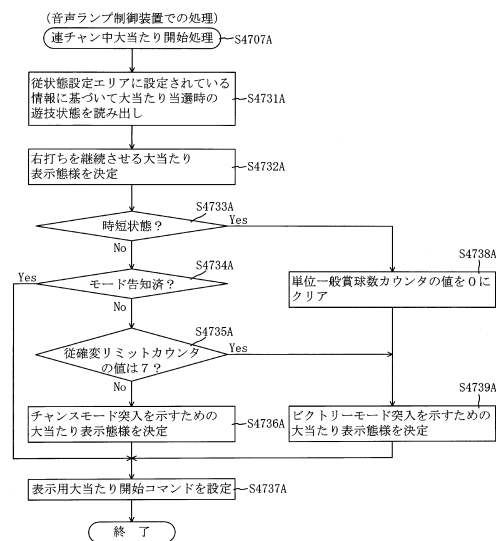 (音声ランプ制御装置での処理)
連チャン中大当たり開始処理
S4707A
従状態設定エリアに設定されている
情報に基づいて大当たり当選時の
遊技状態を読み出し
S4731A
右打ちを継続させる大当たり
表示態様を決定
S4732A
S4733A
時短状態?
Yes
No
S4734A
Yes
モード告知済?
No
S4738A
単位一般賞球数カウンタの値を0に
クリア
S4735A
従確変リミットカウンタ
の値は7?
Yes
No
チャンスモード突入を示すための
大当たり表示態様を決定
S4736A
S4739A
ビクトリーモード突入を示すための
大当たり表示態様を決定
表示用大当たり開始コマンドを設定
S4737A
終 了